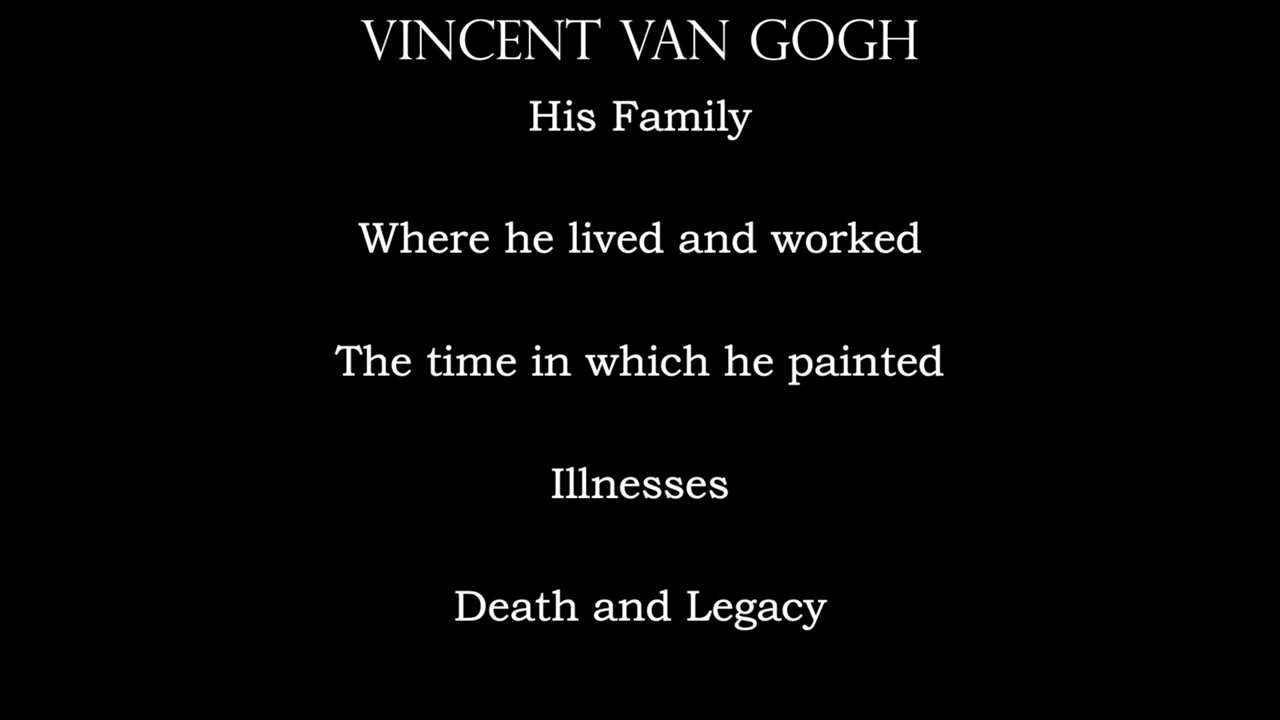 VINCENT VAN GOGH
His Family
Where he lived and worked
The time in which he painted
Illnesses
Death and Legacy